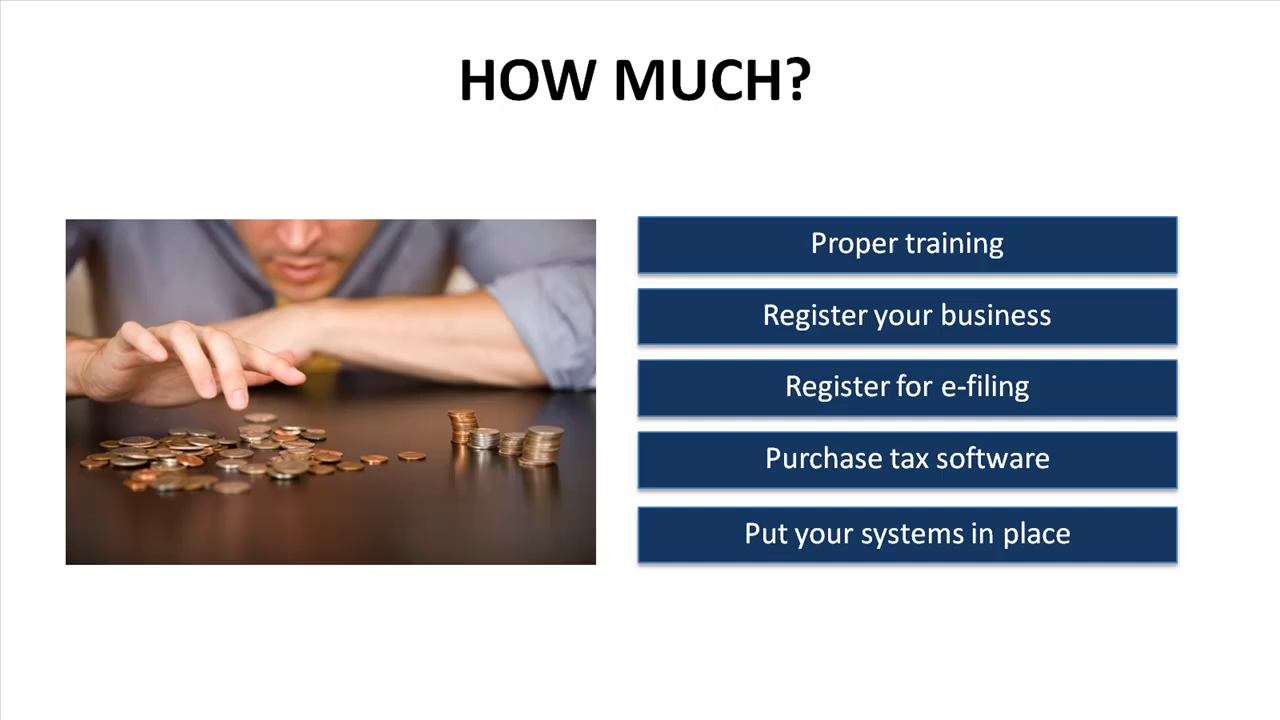 HOW MUCH?
Proper training
Register your business
Register for e-filing
Purchase tax software
Put your systems in place